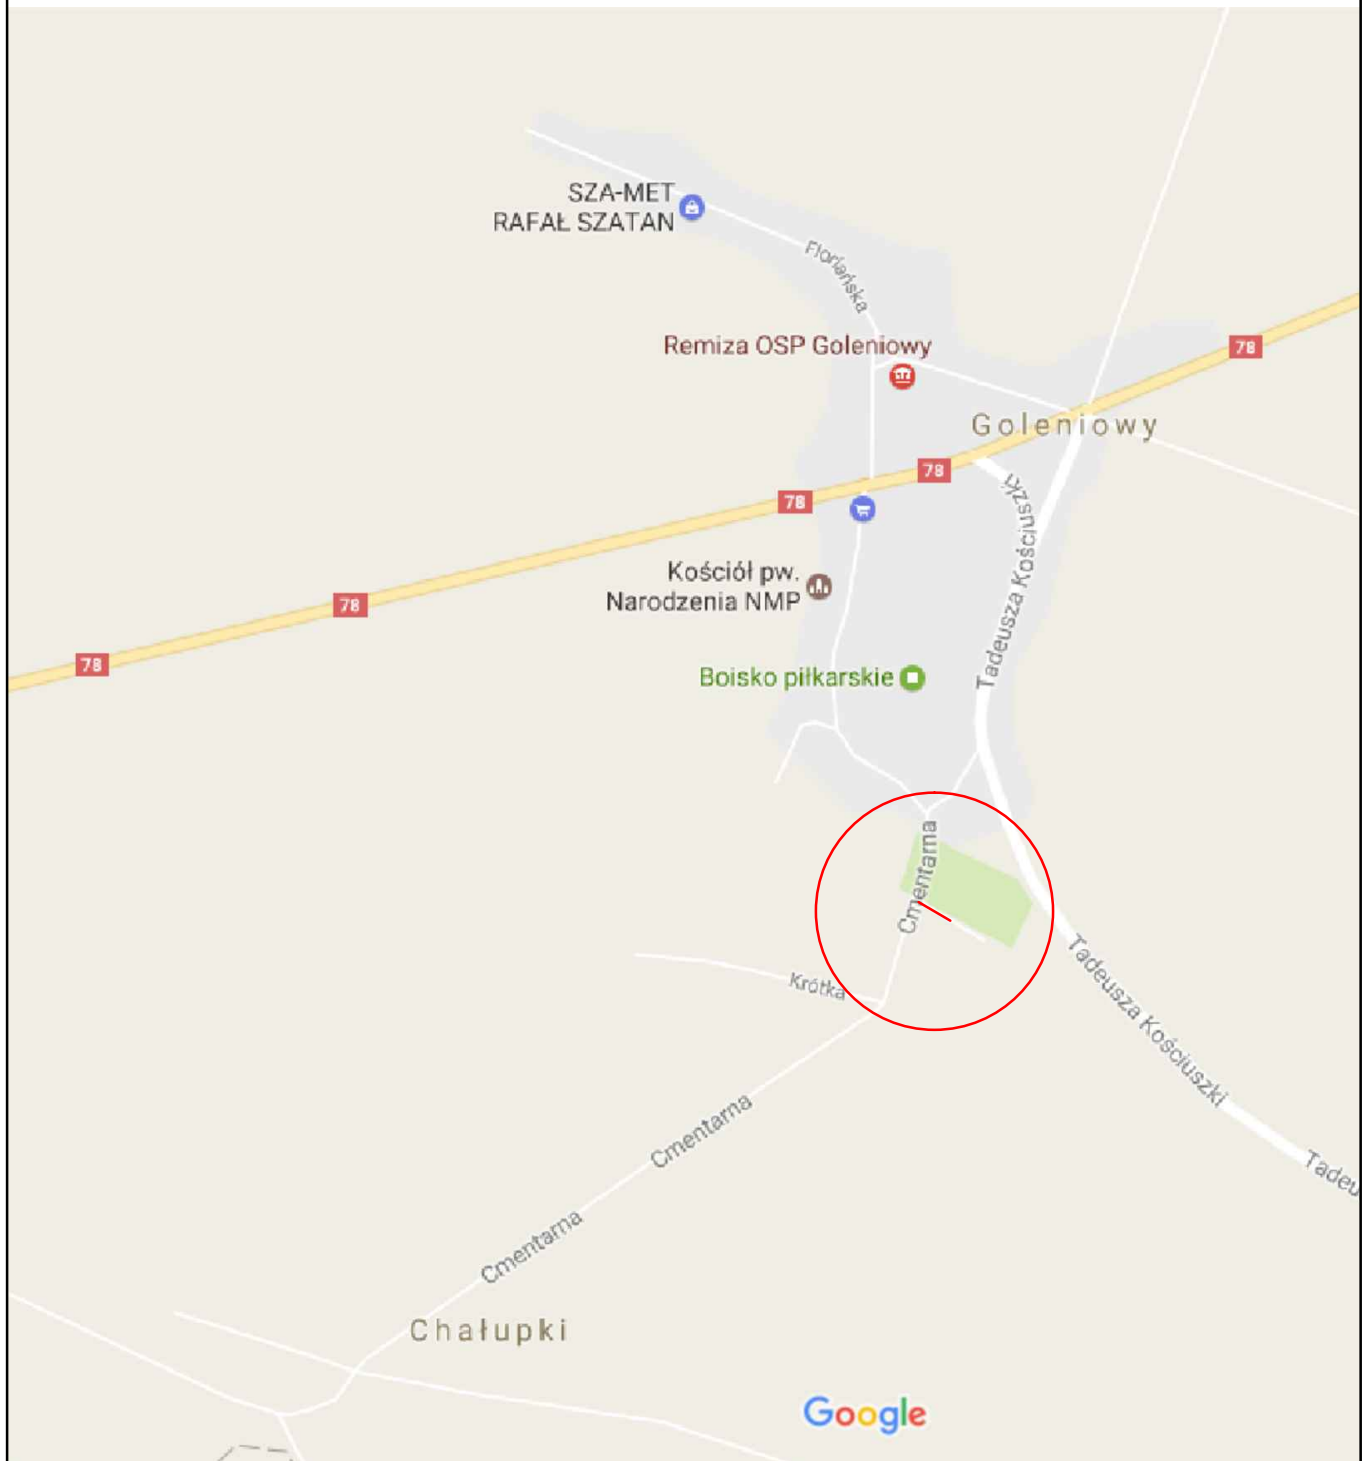 SZA-MET
RAFAŁ SZATAN
Floriańska
Remiza OSP Goleniowy
78
Goleniowy
78
78
Tadeusza Kościuszki
Kościół pw.
Narodzenia NMP
78
78
Boisko piłkarskie
Cmentarna
Tadeusza Kościuszki
Krótka
Cmentarna
Tadeu
Cmentarna
Chałupki
Google